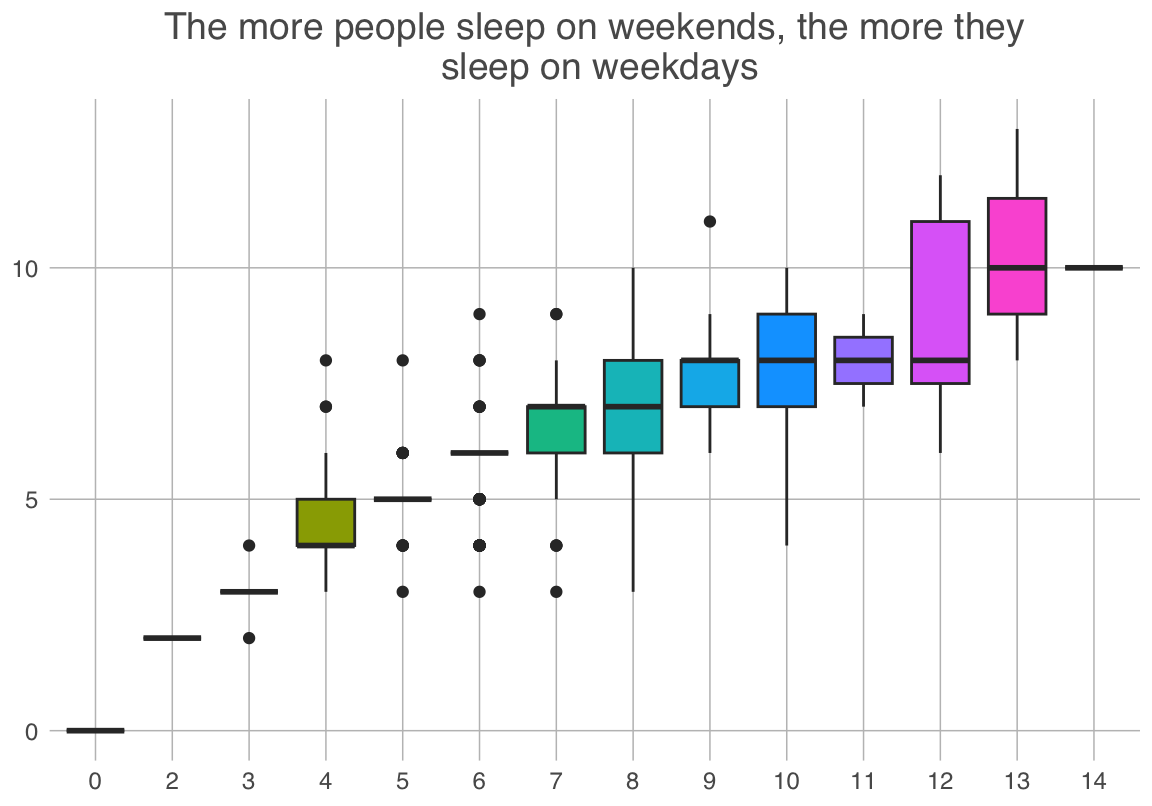 The more people sleep on weekends, the more they
sleep on weekdays
10
5
0
0 2 3 4 5 6 7 8 9 10 11 12 13 14